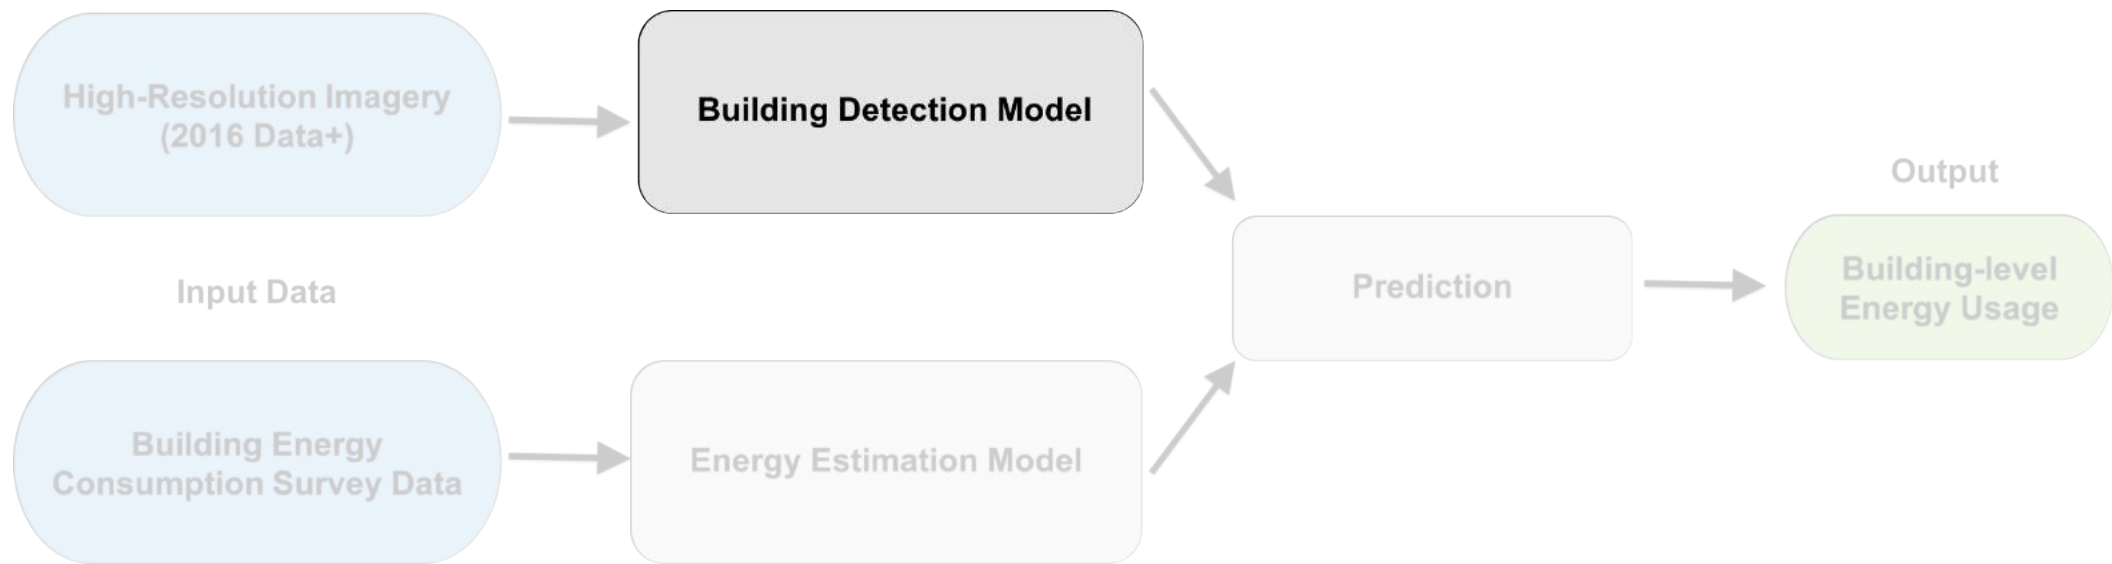 High-Resolution Imagery
(2016 Data+)
Building Detection Model
Output
Input Data
Prediction
Building-level
Energy Usage
Building Energy
Consumption Survey Data
Energy Estimation Model